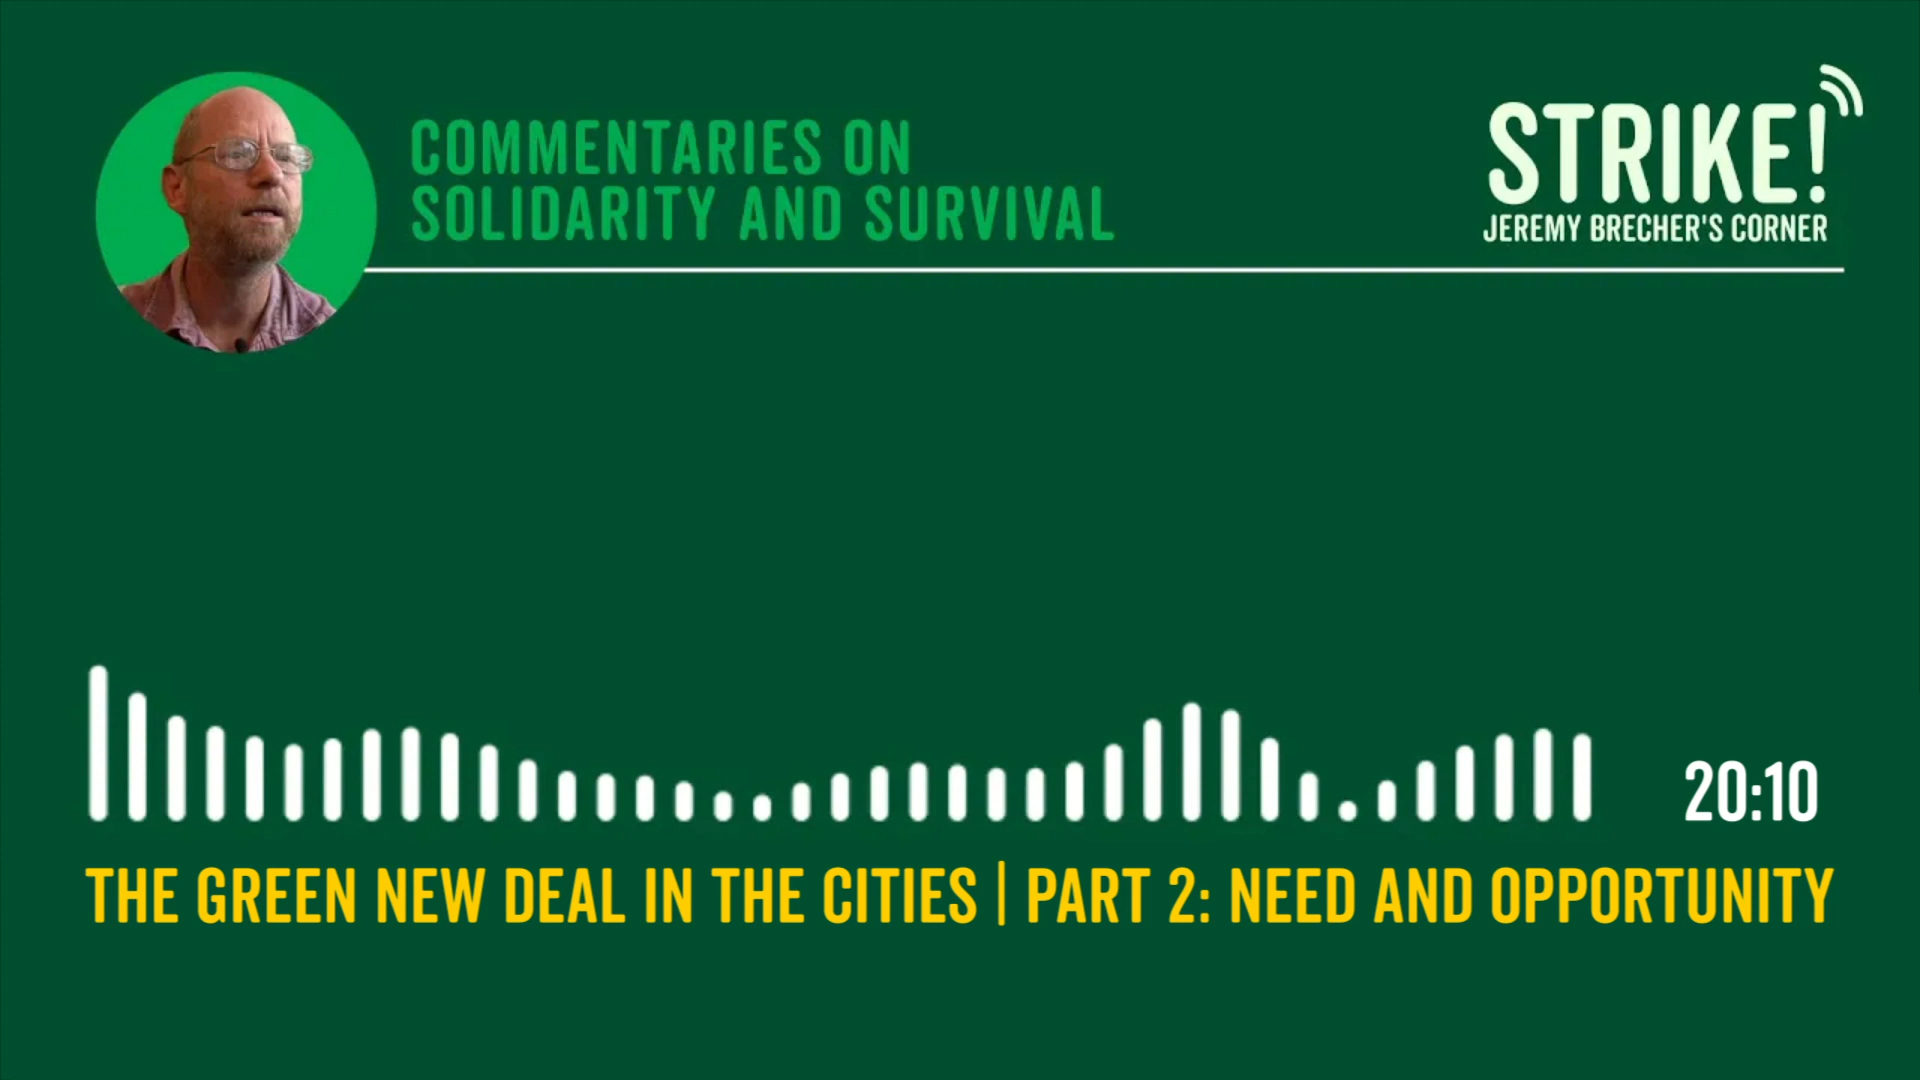 COMMENTARIES ON
SOLIDARITY AND SURVIVAL
STRIKE!
JEREMY BRECHER'S CORNER
20:10
THE GREEN NEW DEAL IN THE CITIES | PART 2: NEED AND OPPORTUNITY